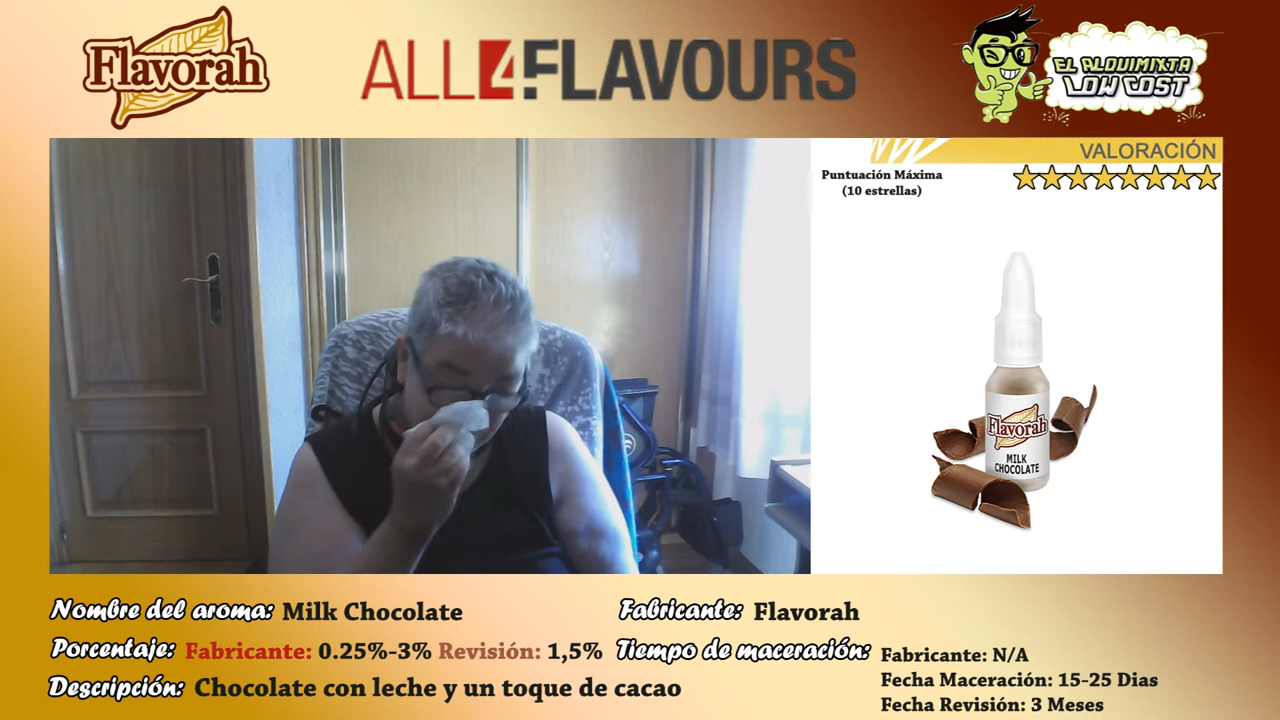 Flavorah
ALL4FLAVOURS
EL ALQUIMIXTA
LOW COST
VALORACIÓN
Puntuación Máxima
(10 estrellas)
Flavorah
MILK
CHOCOLATE
Nombre del aroma: Milk Chocolate
Fabricante: Flavorah
Porcentaje: Fabricante: 0.25%-3% Revisión: 1,5%
Tiempo de maceración:
Fabricante: N/A
Fecha Maceración: 15-25 Dias
Fecha Revisión: 3 Meses
Descripción: Chocolate con leche y un toque de cacao